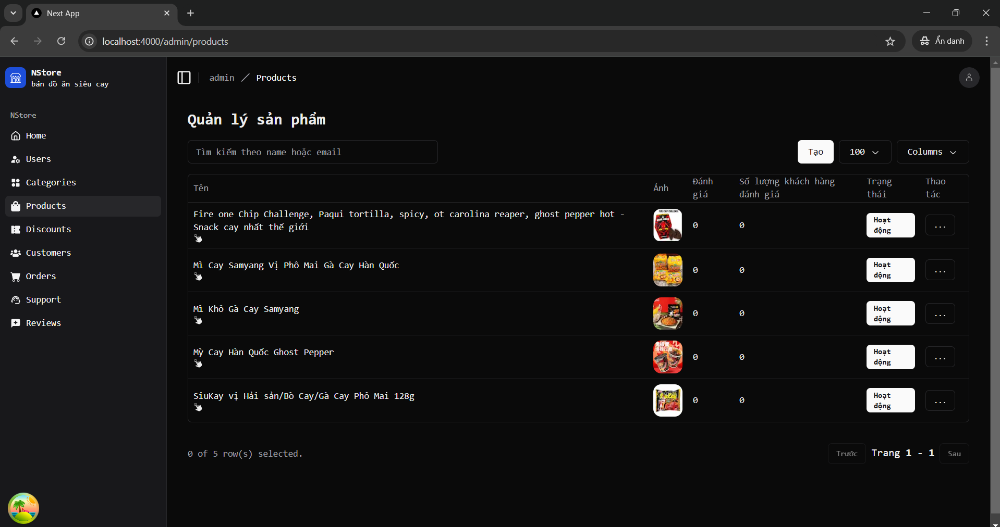 Next App
localhost:4000/admin/products
Ẩn danh
NStore
bán đồ ăn siêu cay
admin / Products
NStore
Home
Users
Categories
Products
Discounts
Customers
Orders
Support
Reviews
Quản lý sản phẩm
Tìm kiếm theo name hoặc email
Tạo
100
Columns
Tên
Ảnh
Đánh
giá
Số lượng khách hàng
đánh giá
Trạng
thái
Thao
tác
Fire one Chip Challenge, Paqui tortilla, spicy, ot carolina reaper, ghost pepper hot -
Snack cay nhất thế giới
FIRE CHIP CHALLENGE
0
0
Hoạt
động
...
Mì Cay Samyang Vị Phô Mai Gà Cay Hàn Quốc
0
0
Hoạt
động
...
Mì Khô Gà Cay Samyang
0
0
Hoạt
động
...
Mỳ Cay Hàn Quốc Ghost Pepper
0
0
Hoạt
động
...
SiuKay vị Hải sản/Bò Cay/Gà Cay Phô Mai 128g
SiuKay
0
0
Hoạt
động
...
0 of 5 row(s) selected.
Trước
Trang 1 - 1
Sau